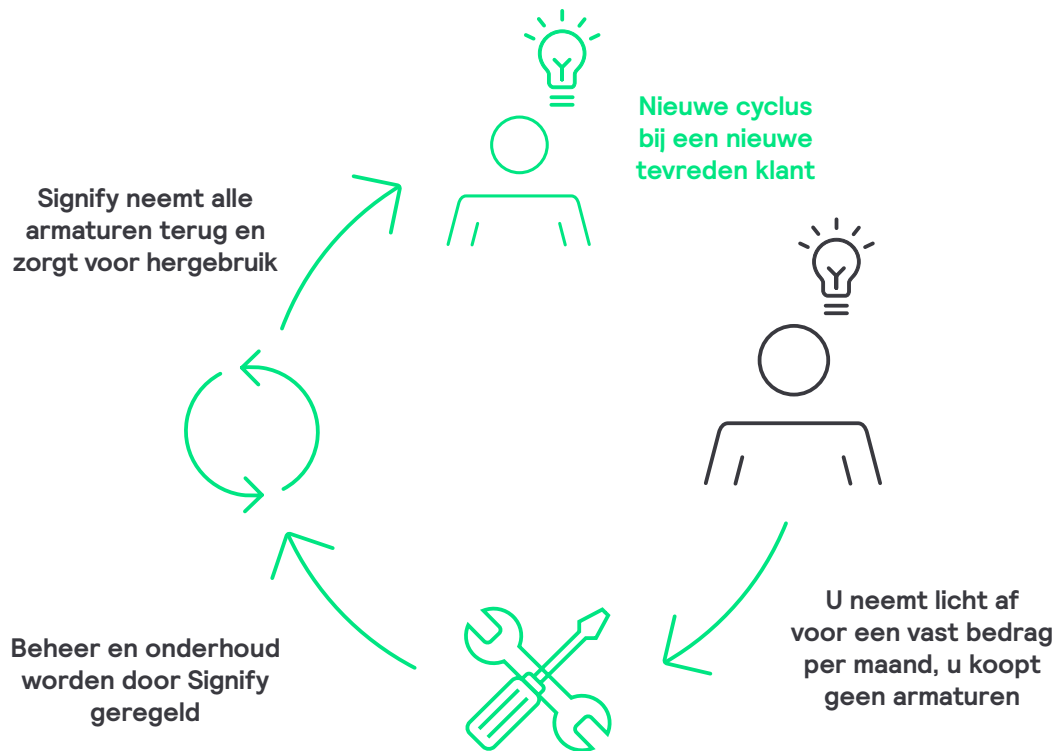 Nieuwe cyclus
bij een nieuwe
tevreden klant
Signify neemt alle
armaturen terug en
zorgt voor hergebruik
U neemt licht af
voor een vast bedrag
per maand, u koopt
geen armaturen
Beheer en onderhoud
worden door Signify
geregeld